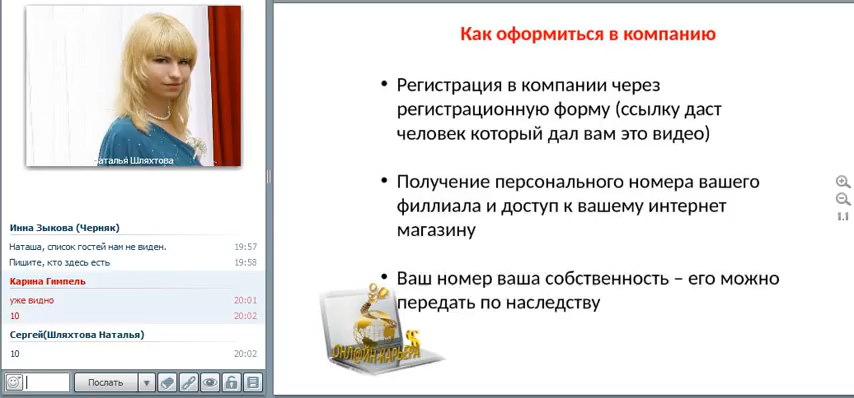 Наталья Шляхтова
Инна Зыкова (Черняк)
Наташа, список гостей нам не виден. 19:57
Пишите, кто здесь есть 19:58
Карина Гимпель
уже видно 20:01
10 20:02
Сергей(Шляхтова Наталья)
10 20:02
Послать
Как оформиться в компанию
• Регистрация в компании через
регистрационную форму (ссылку даст
человек который дал вам это видео)
• Получение персонального номера вашего
филлиала и доступ к вашему интернет
магазину
• Ваш номер ваша собственность – его можно
передать по наследству
ОНЛАЙН КАРЬЕРА
1.1